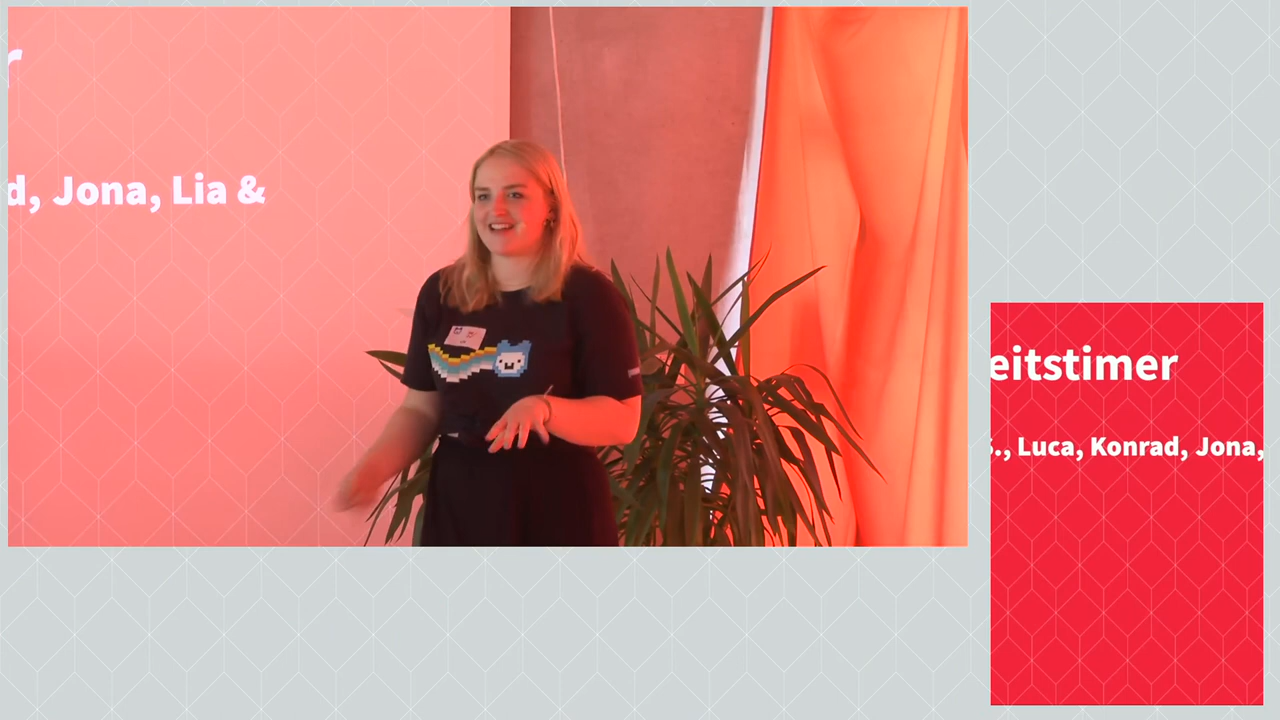 d, Jona, Lia &
eitstimer
S., Luca, Konrad, Jona,